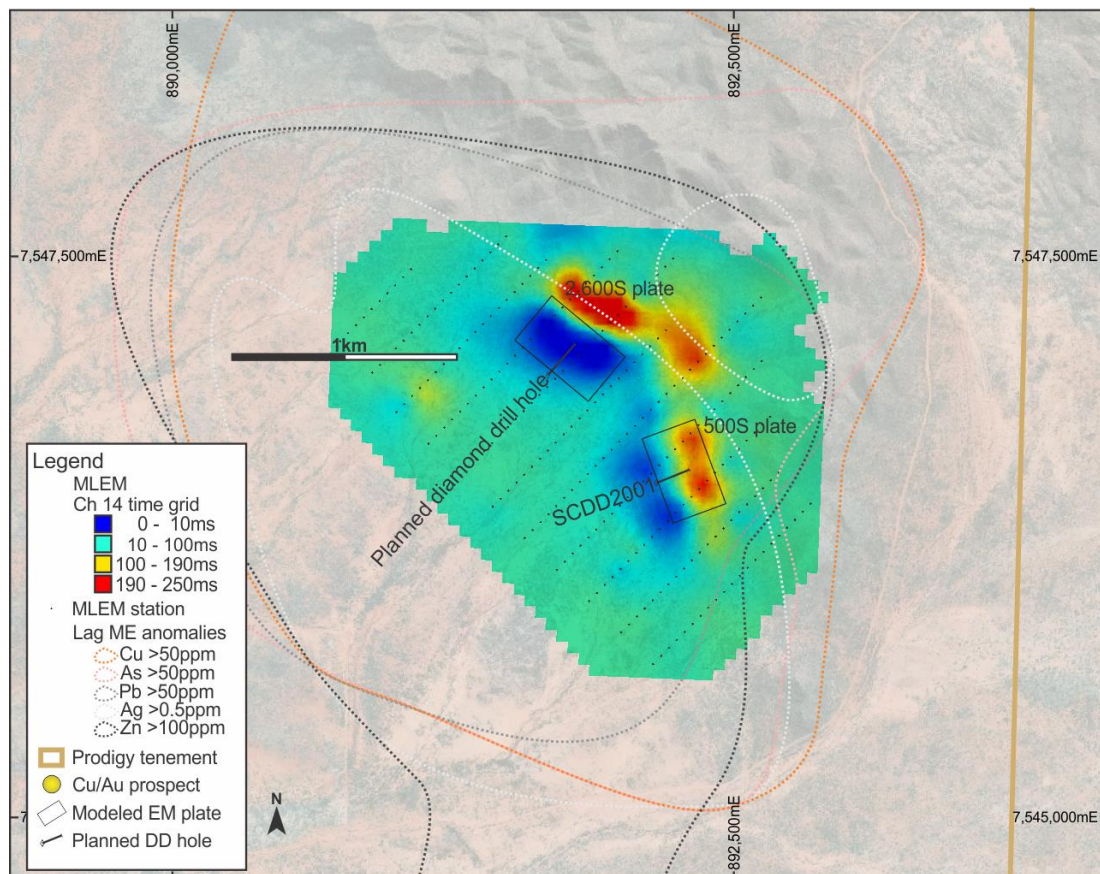 890,000mE
892,500mE
7,547,500mE
7,547,500mE
2,600S plate
1km
500S plate
Planned diamond drill hole
SCDD2001
Legend
MLEM
Ch 14 time grid
0 - 10ms
10 - 100ms
100 - 190ms
190 - 250ms
MLEM station
Lag ME anomalies
Cu >50ppm
As >50ppm
Pb >50ppm
Ag >0.5ppm
Zn >100ppm
Prodigy tenement
Cu/Au prospect
Modeled EM plate
Planned DD hole
N
892,500mE
7,545,000mE